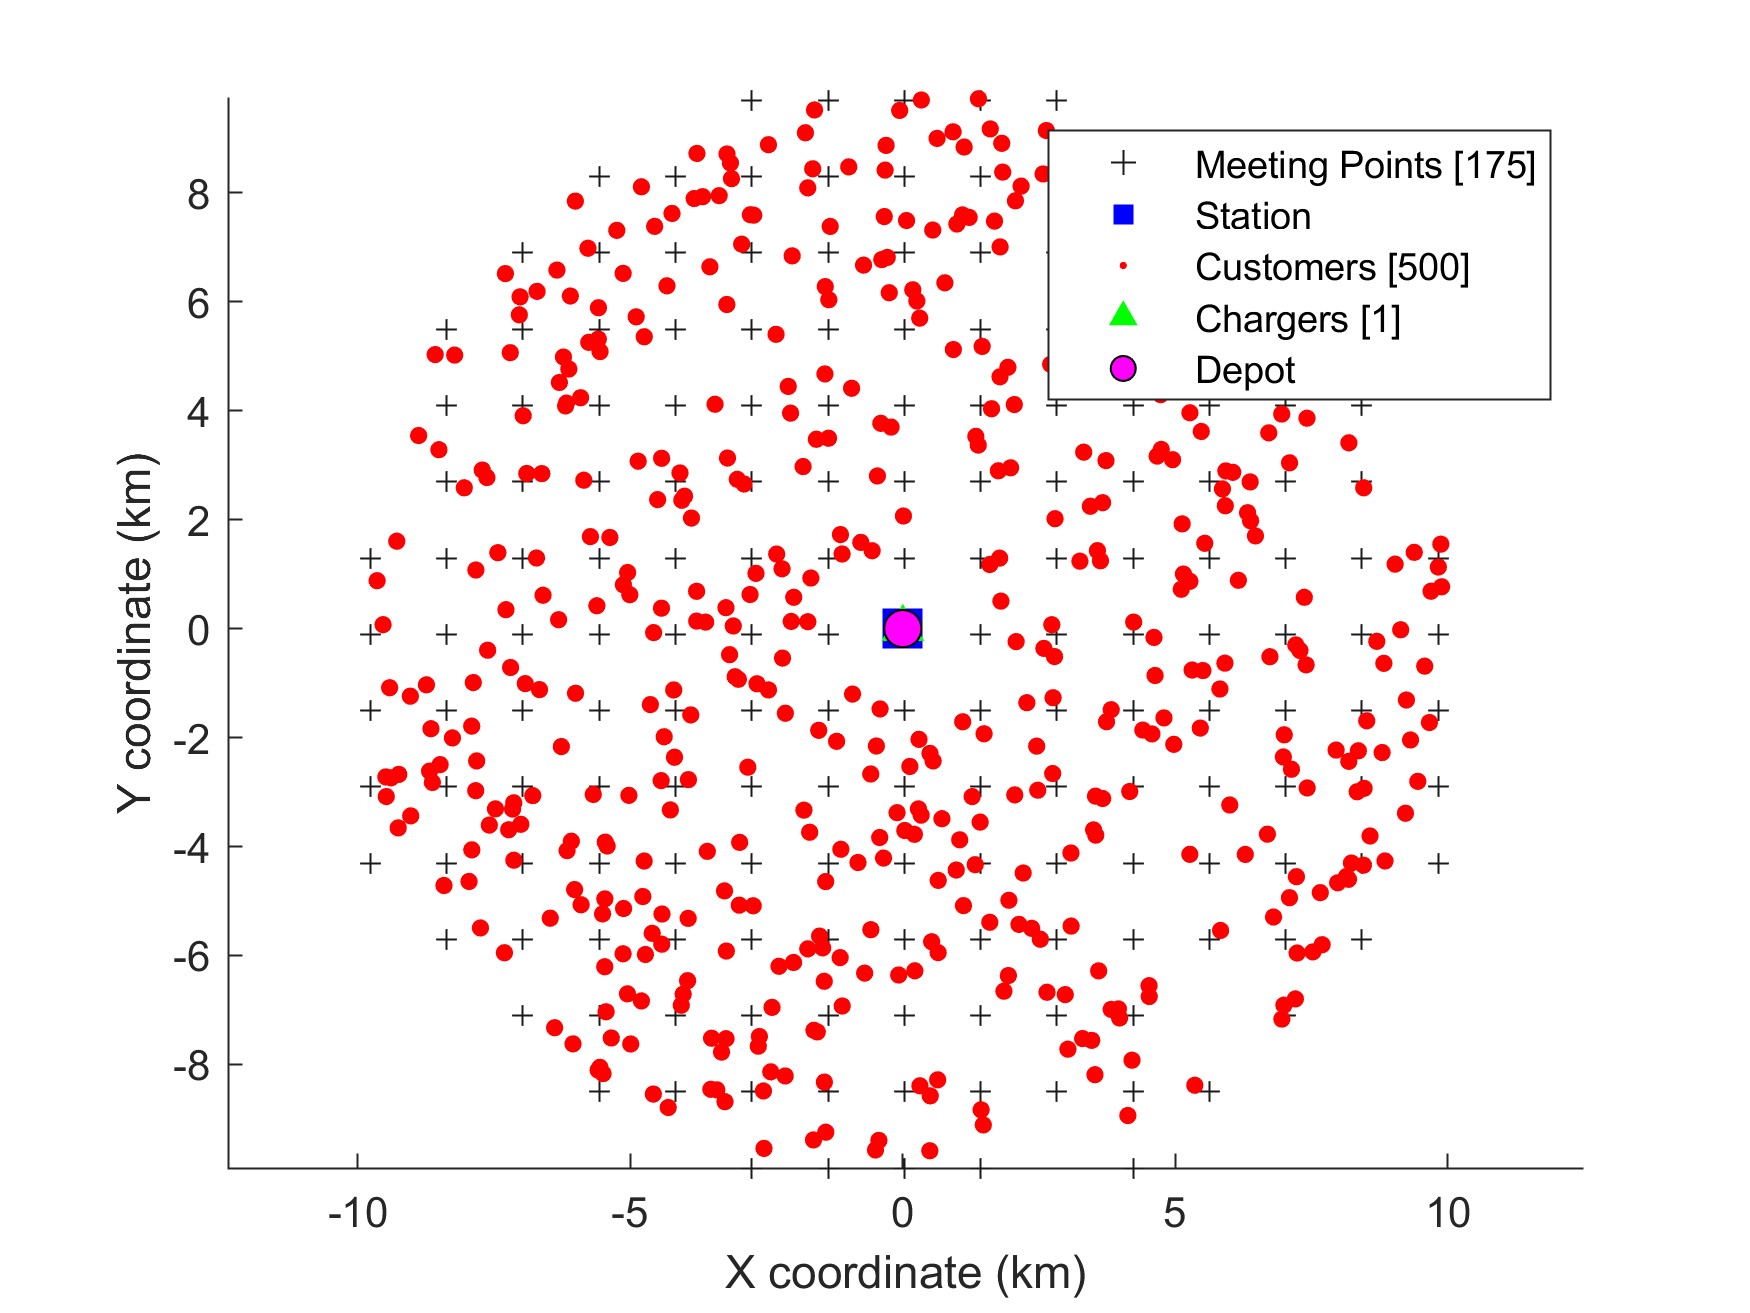 Meeting Points [175]
Station
Customers [500]
Chargers [1]
Depot
8
6
4
2
0
-2
-4
-6
-8
Y coordinate (km)
-10
-5
0
5
10
X coordinate (km)